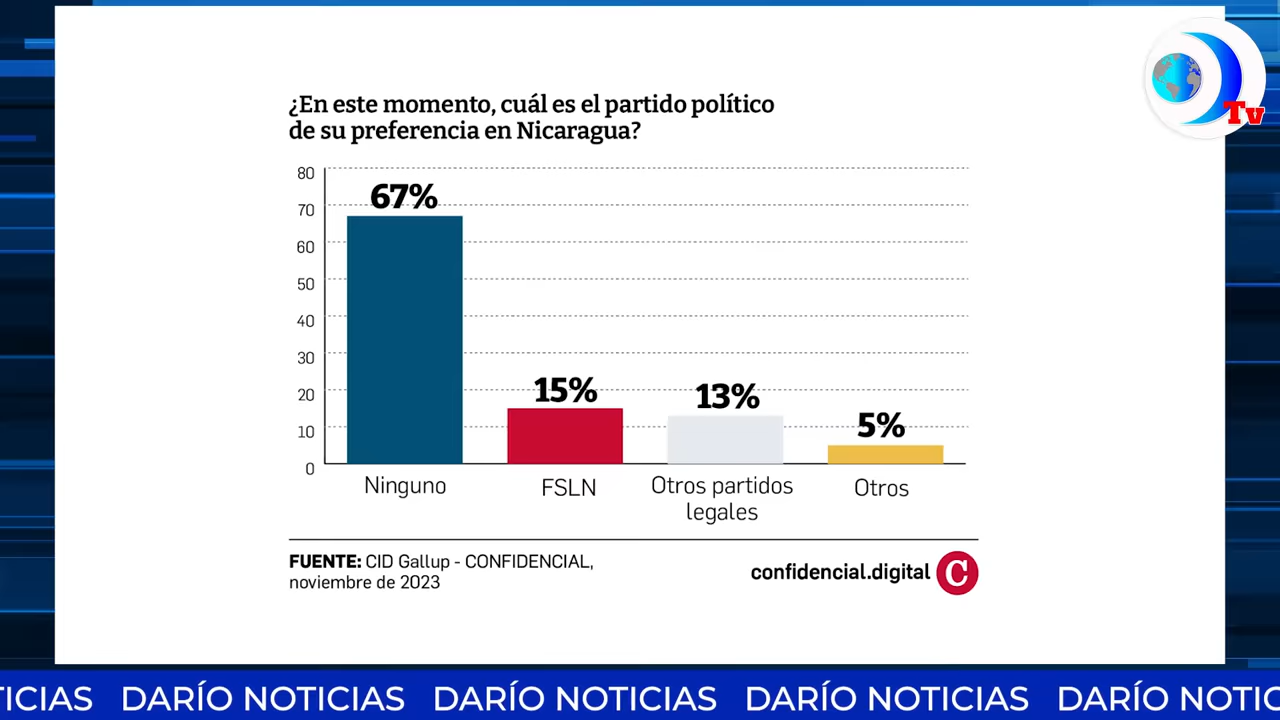 ¿En este momento, cuál es el partido político
de su preferencia en Nicaragua?
80
70
60
50
40
30
20
10
0
67%
15%
13%
5%
Ninguno
FSLN
Otros partidos
legales
Otros
FUENTE: CID Gallup - CONFIDENCIAL,
noviembre de 2023
confidencial.digital C
Tv
TICIAS DARÍO NOTICIAS DARÍO NOTICIAS DARÍO NOTICIAS DARÍO NOTIC